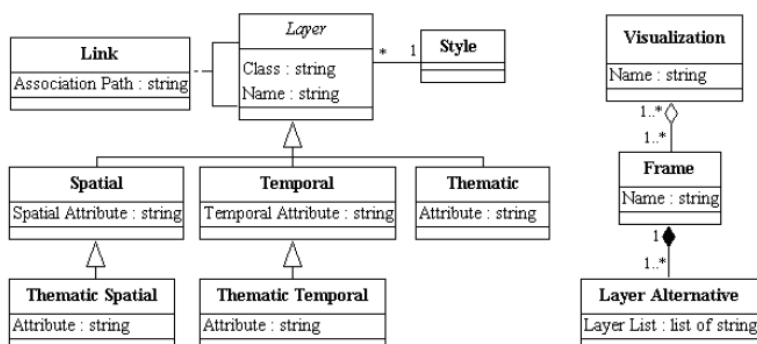 Layer
Class : string
Name : string
Link
Association Path : string
*
1
Style
Spatial
Spatial Attribute : string
Temporal
Temporal Attribute : string
Thematic
Attribute : string
Thematic Spatial
Attribute : string
Thematic Temporal
Attribute : string
Visualization
Name : string
1..*
1..*
Frame
Name : string
1
1..*
Layer Alternative
Layer List : list of string